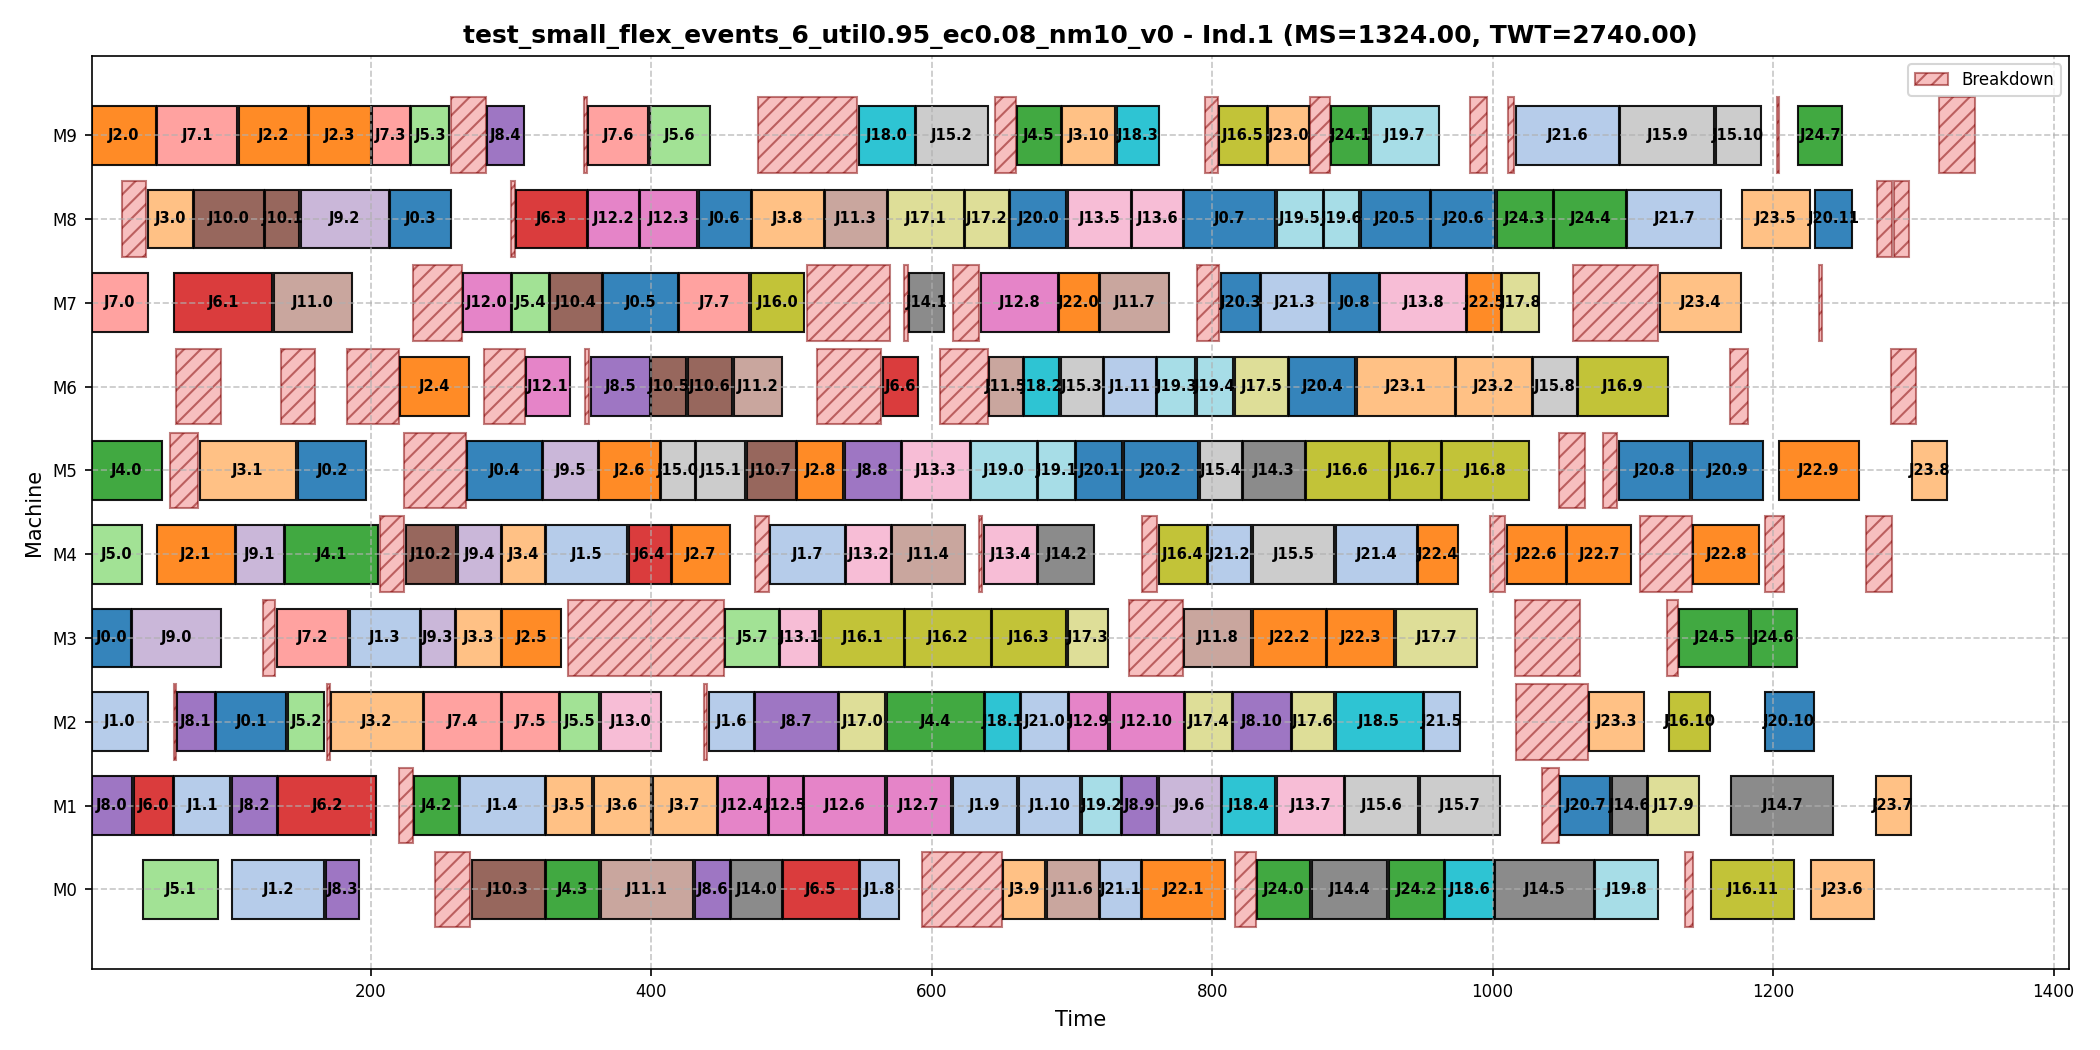 test_small_flex_events_6_util0.95_ec0.08_nm10_v0 - Ind.1 (MS=1324.00, TWT=2740.00)
Breakdown
M9 J2.0 J7.1 J2.2 J2.3 J7.3 J5.3 J8.4 J7.6 J5.6 J18.0 J15.2 J4.5 J3.10 J18.3 J16.5 J23.0 J24.1 J19.7 J21.6 J15.9 J15.10 J24.7
M8 J3.0 J10.0 J10.1 J9.2 J0.3 J6.3 J12.2 J12.3 J0.6 J3.8 J11.3 J17.1 J17.2 J20.0 J13.5 J13.6 J0.7 J19.5 J19.6 J20.5 J20.6 J24.3 J24.4 J21.7 J23.5 J20.11
M7 J7.0 J6.1 J11.0 J12.0 J5.4 J10.4 J0.5 J7.7 J16.0 J14.1 J12.8 J22.0 J11.7 J20.3 J21.3 J0.8 J13.8 J22.5 J17.8 J23.4
M6 J2.4 J12.1 J8.5 J10.5 J10.6 J11.2 J6.6 J11.5 J18.2 J15.3 J1.11 J19.3 J19.4 J17.5 J20.4 J23.1 J23.2 J15.8 J16.9
M5 J4.0 J3.1 J0.2 J0.4 J9.5 J2.6 J15.0 J15.1 J10.7 J2.8 J8.8 J13.3 J19.0 J19.1 J20.1 J20.2 J15.4 J14.3 J16.6 J16.7 J16.8 J20.8 J20.9 J22.9 J23.8
M4 J5.0 J2.1 J9.1 J4.1 J10.2 J9.4 J3.4 J1.5 J6.4 J2.7 J1.7 J13.2 J11.4 J13.4 J14.2 J16.4 J21.2 J15.5 J21.4 J22.4 J22.6 J22.7 J22.8
M3 J0.0 J9.0 J7.2 J1.3 J9.3 J3.3 J2.5 J5.7 J13.1 J16.1 J16.2 J16.3 J17.3 J11.8 J22.2 J22.3 J17.7 J24.5 J24.6
M2 J1.0 J8.1 J0.1 J5.2 J3.2 J7.4 J7.5 J5.5 J13.0 J1.6 J8.7 J17.0 J4.4 J18.1 J21.0 J12.9 J12.10 J17.4 J8.10 J17.6 J18.5 J21.5 J23.3 J16.10 J20.10
M1 J8.0 J6.0 J1.1 J8.2 J6.2 J4.2 J1.4 J3.5 J3.6 J3.7 J12.4 J12.5 J12.6 J12.7 J1.9 J1.10 J19.2 J8.9 J9.6 J18.4 J13.7 J15.6 J15.7 J20.7 J14.6 J17.9 J14.7 J23.7
M0 J5.1 J1.2 J8.3 J10.3 J4.3 J11.1 J8.6 J14.0 J6.5 J1.8 J3.9 J11.6 J21.1 J22.1 J24.0 J14.4 J24.2 J18.6 J14.5 J19.8 J16.11 J23.6
Machine
200 400 600 800 1000 1200 1400
Time